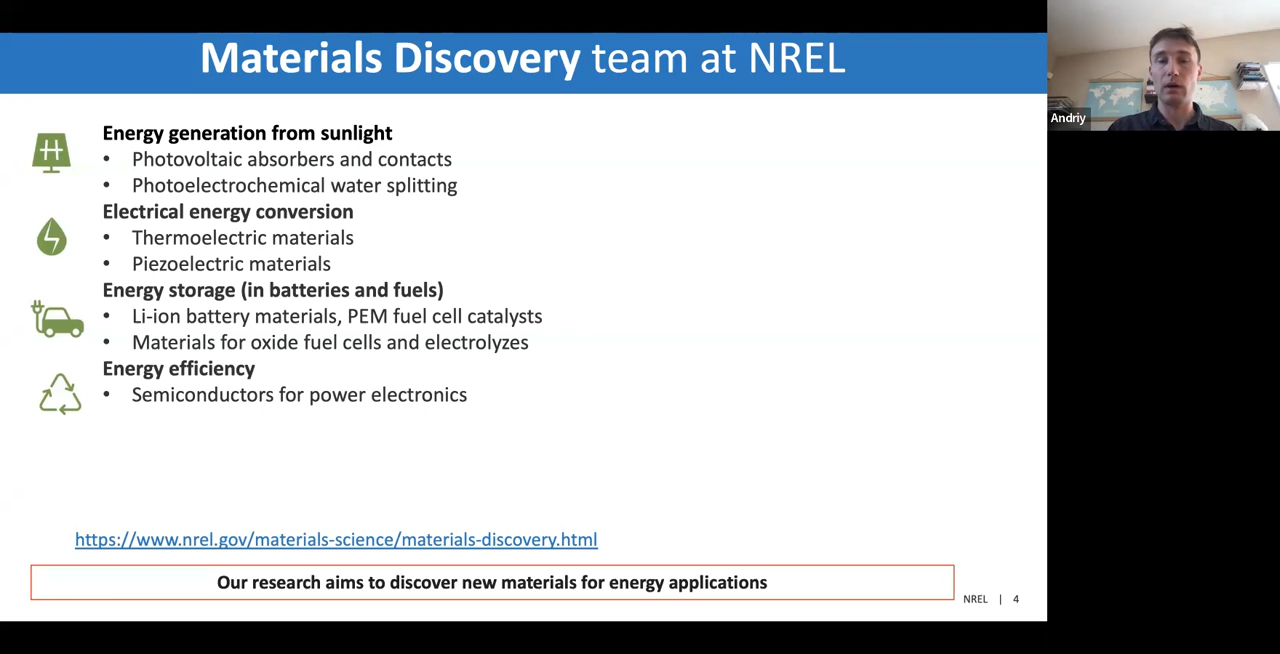 Materials Discovery team at NREL
Andriy
Energy generation from sunlight
• Photovoltaic absorbers and contacts
• Photoelectrochemical water splitting
Electrical energy conversion
• Thermoelectric materials
• Piezoelectric materials
Energy storage (in batteries and fuels)
• Li-ion battery materials, PEM fuel cell catalysts
• Materials for oxide fuel cells and electrolyzes
Energy efficiency
• Semiconductors for power electronics
https://www.nrel.gov/materials-science/materials-discovery.html
Our research aims to discover new materials for energy applications
NREL | 4